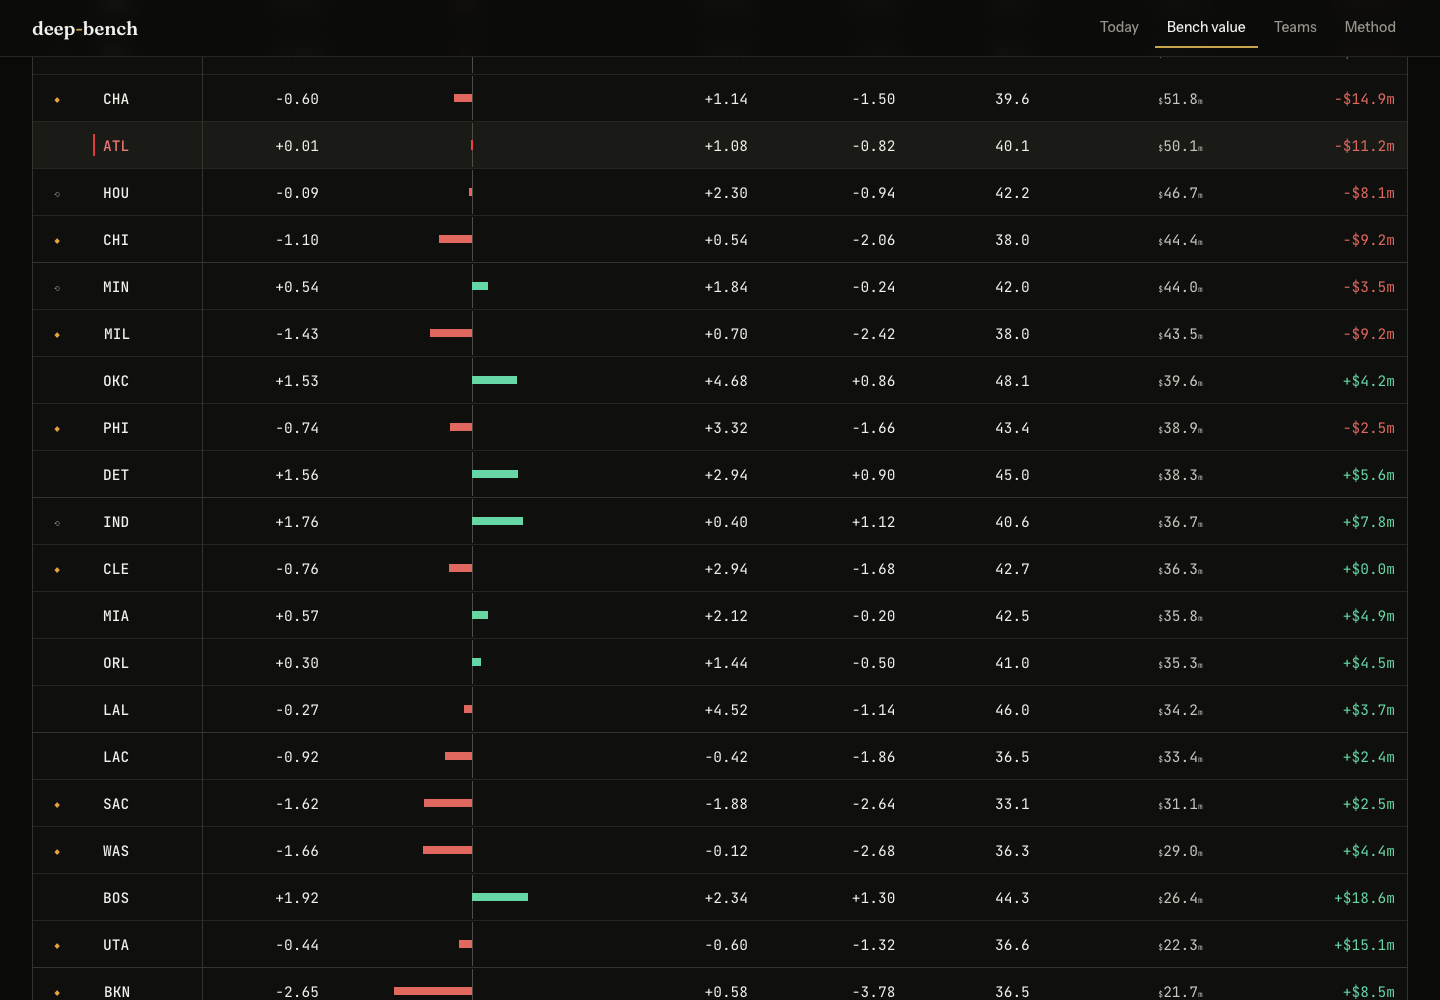 deep-bench Today Bench value Teams Method
CHA -0.60 +1.14 -1.50 39.6 $51.8m -$14.9m
ATL +0.01 +1.08 -0.82 40.1 $50.1m -$11.2m
HOU -0.09 +2.30 -0.94 42.2 $46.7m -$8.1m
CHI -1.10 +0.54 -2.06 38.0 $44.4m -$9.2m
MIN +0.54 +1.84 -0.24 42.0 $44.0m -$3.5m
MIL -1.43 +0.70 -2.42 38.0 $43.5m -$9.2m
OKC +1.53 +4.68 +0.86 48.1 $39.6m +$4.2m
PHI -0.74 +3.32 -1.66 43.4 $38.9m -$2.5m
DET +1.56 +2.94 +0.90 45.0 $38.3m +$5.6m
IND +1.76 +0.40 +1.12 40.6 $36.7m +$7.8m
CLE -0.76 +2.94 -1.68 42.7 $36.3m +$0.0m
MIA +0.57 +2.12 -0.20 42.5 $35.8m +$4.9m
ORL +0.30 +1.44 -0.50 41.0 $35.3m +$4.5m
LAL -0.27 +4.52 -1.14 46.0 $34.2m +$3.7m
LAC -0.92 -0.42 -1.86 36.5 $33.4m +$2.4m
SAC -1.62 -1.88 -2.64 33.1 $31.1m +$2.5m
WAS -1.66 -0.12 -2.68 36.3 $29.0m +$4.4m
BOS +1.92 +2.34 +1.30 44.3 $26.4m +$18.6m
UTA -0.44 -0.60 -1.32 36.6 $22.3m +$15.1m
BKN -2.65 +0.58 -3.78 36.5 $21.7m +$8.5m